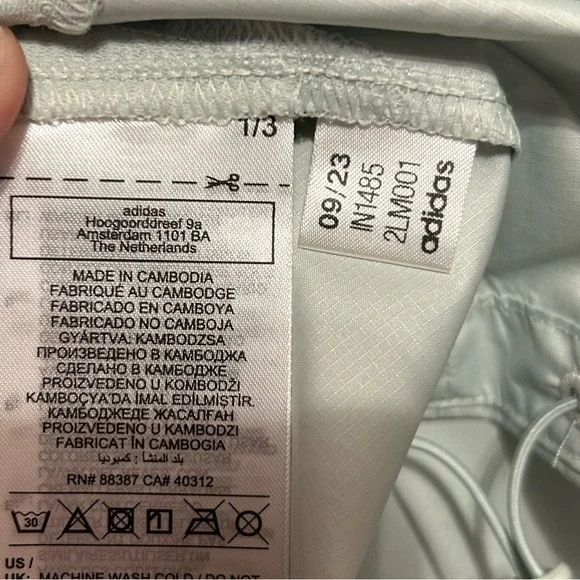 1/3
adidas
Hoogoorddreef 9a
Amsterdam 1101 BA
The Netherlands
MADE IN CAMBODIA
FABRIQUÉ AU CAMBODGE
FABRICADO EN CAMBOYA
FABRICADO NO CAMBOJA
GYÁRTVA: KAMBODZSA
ПРОИЗВЕДЕНО В КАМБОДЖА
СДЕЛАНО В КАМБОДЖЕ
PROIZVEDENO U KOMBODŽI
KAMBOÇYA'DA İMAL EDİLMİŞTİR.
КАМБОДЖЕДЕ ЖАСАЛҒАН
PROIZVEDENO U KAMBODZI
FABRICAT ÎN CAMBOGIA
بلد المنشأ: كمبوديا
RN# 88387 CA# 40312
30
1
US /
UK: MACHINE WASH COLD / DO NOT
09/23
IN1485
2LM001
adidas